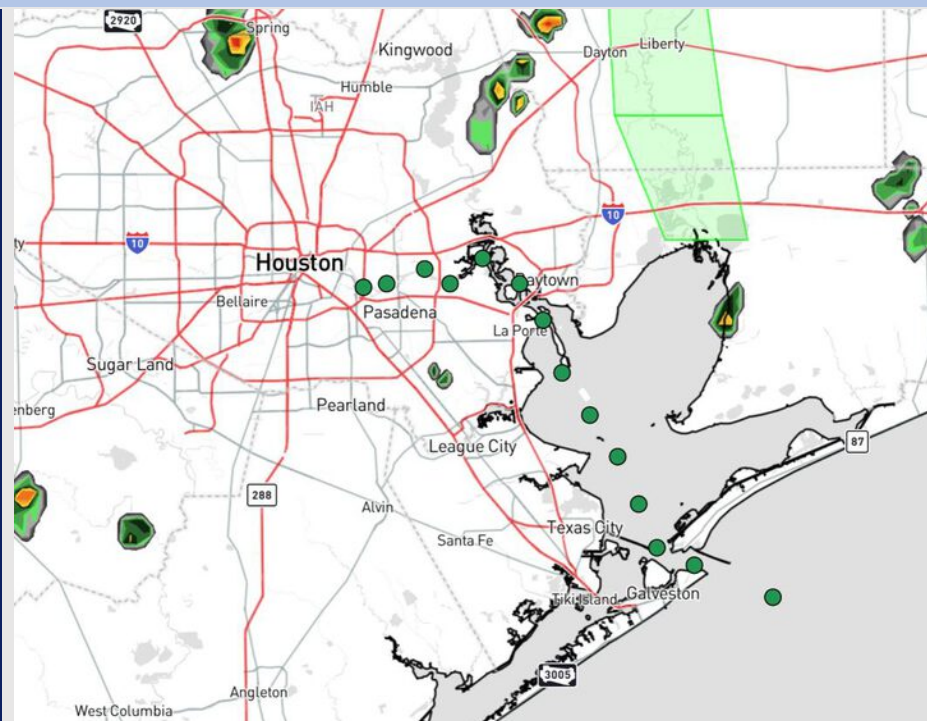 2920
Spring
Kingwood
Dayton
Liberty
Humble
IAH
10
10
Houston
Baytown
Bellaire
Pasadena
La Porte
Sugar Land
enberg
Pearland
League City
87
288
Alvin
Texas City
Santa Fe
Tiki Island
Galveston
3005
Angleton
West Columbia